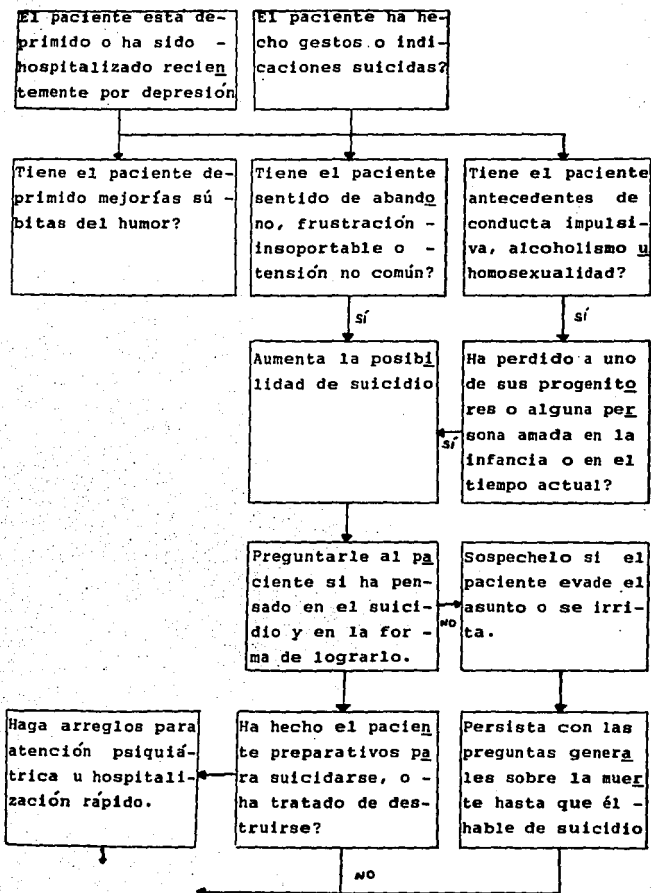 El paciente está de-
primido o ha sido -
hospitalizado recien
temente por depresión
El paciente ha he-
cho gestos o indi-
caciones suicidas?
Tiene el paciente de-
primido mejorías sú -
bitas del humor?
Tiene el paciente
sentido de abando
no, frustración -
insoportable o -
tensión no común?
Tiene el paciente
antecedentes de
conducta impulsi-
va, alcoholismo u
homosexualidad?
SÍ
SÍ
Aumenta la posibi
lidad de suicidio
Ha perdido a uno
de sus progenito
res o alguna per
sona amada en la
infancia o en el
tiempo actual?
SÍ
Preguntarle al pa
ciente si ha pen-
sado en el suici-
dio y en la for -
ma de lograrlo.
NO
Sospechelo si el
paciente evade el
asunto o se irri-
ta.
Haga arreglos para
atención psiquiá-
trica u hospitali-
zación rápido.
Ha hecho el pacien
te preparativos pa
ra suicidarse, o -
ha tratado de des-
truirse?
Persista con las
preguntas genera
les sobre la muer
te hasta que él -
hable de suicidio
NO